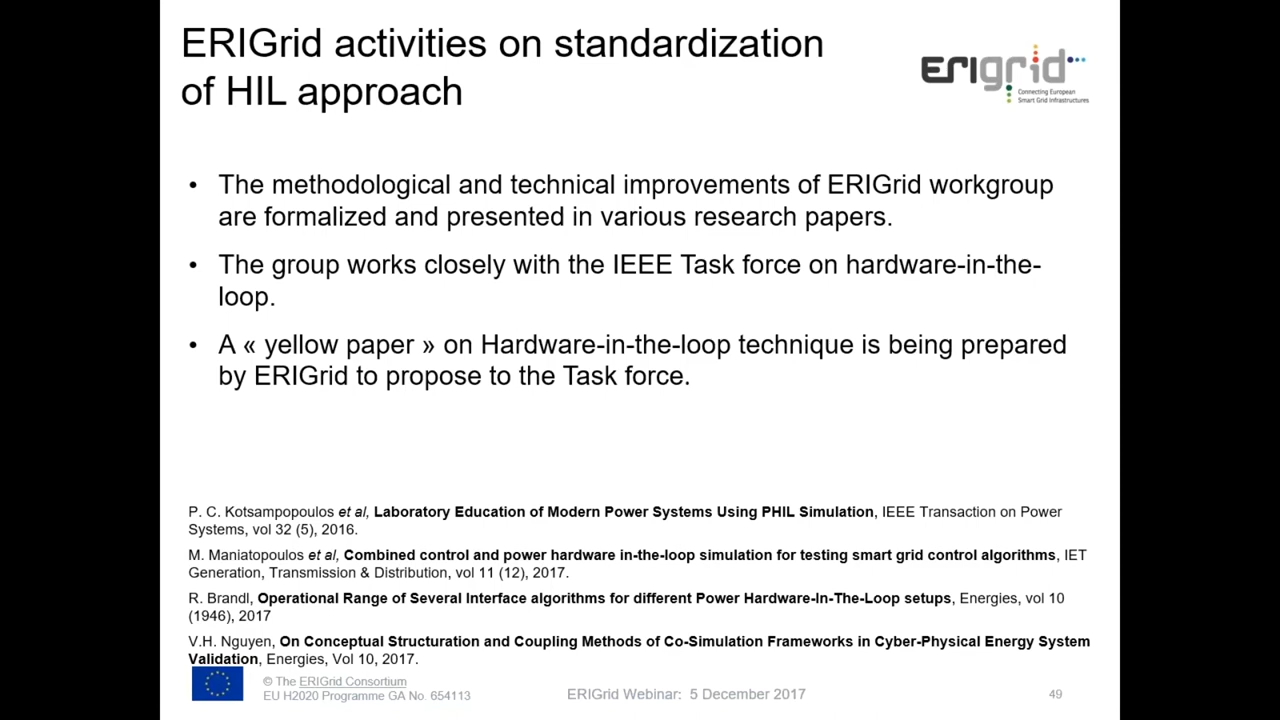 ERIGrid activities on standardization
of HIL approach
erigrid
Connecting European
Smart Grid Infrastructures
• The methodological and technical improvements of ERIGrid workgroup
are formalized and presented in various research papers.
• The group works closely with the IEEE Task force on hardware-in-the-
loop.
• A « yellow paper » on Hardware-in-the-loop technique is being prepared
by ERIGrid to propose to the Task force.
P. C. Kotsampopoulos et al, Laboratory Education of Modern Power Systems Using PHIL Simulation, IEEE Transaction on Power
Systems, vol 32 (5), 2016.
M. Maniatopoulos et al, Combined control and power hardware in-the-loop simulation for testing smart grid control algorithms, IET
Generation, Transmission & Distribution, vol 11 (12), 2017.
R. Brandl, Operational Range of Several Interface algorithms for different Power Hardware-In-The-Loop setups, Energies, vol 10
(1946), 2017
V.H. Nguyen, On Conceptual Structuration and Coupling Methods of Co-Simulation Frameworks in Cyber-Physical Energy System
Validation, Energies, Vol 10, 2017.
© The ERIGrid Consortium
EU H2020 Programme GA No. 654113
ERIGrid Webinar: 5 December 2017
49